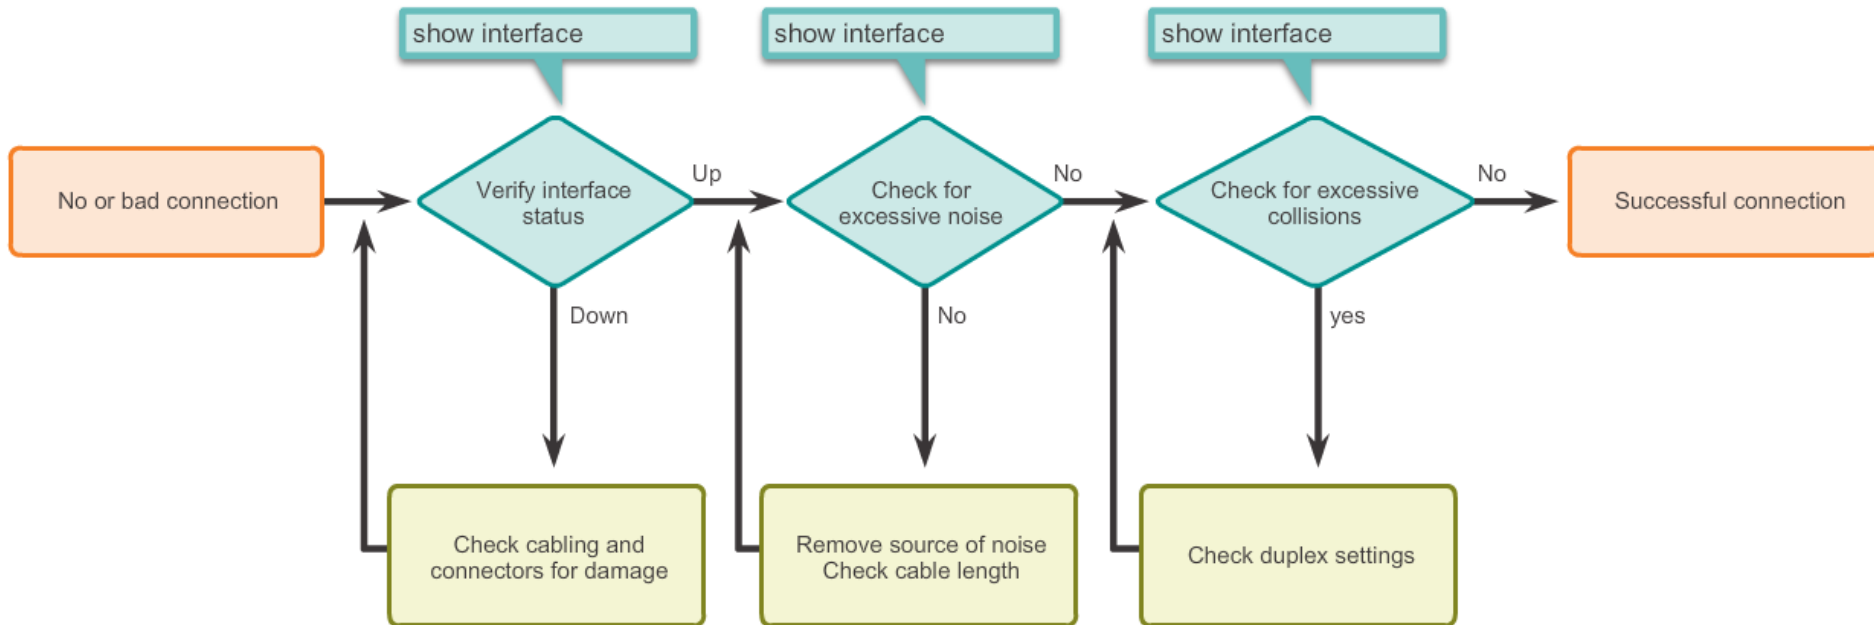 show interface
show interface
show interface
No or bad connection
Verify interface
status
Up
Check for
excessive noise
No
Check for excessive
collisions
No
Successful connection
Down
No
yes
Check cabling and
connectors for damage
Remove source of noise
Check cable length
Check duplex settings